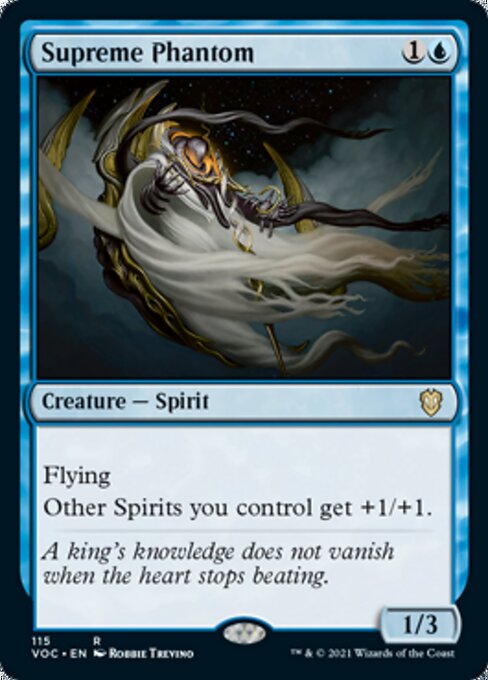 Supreme Phantom 1
Creature — Spirit
Flying
Other Spirits you control get +1/+1.
A king's knowledge does not vanish
when the heart stops beating.
1/3
115 R
VOC • EN Robbie Trevino
™ & © 2021 Wizards of the Coast